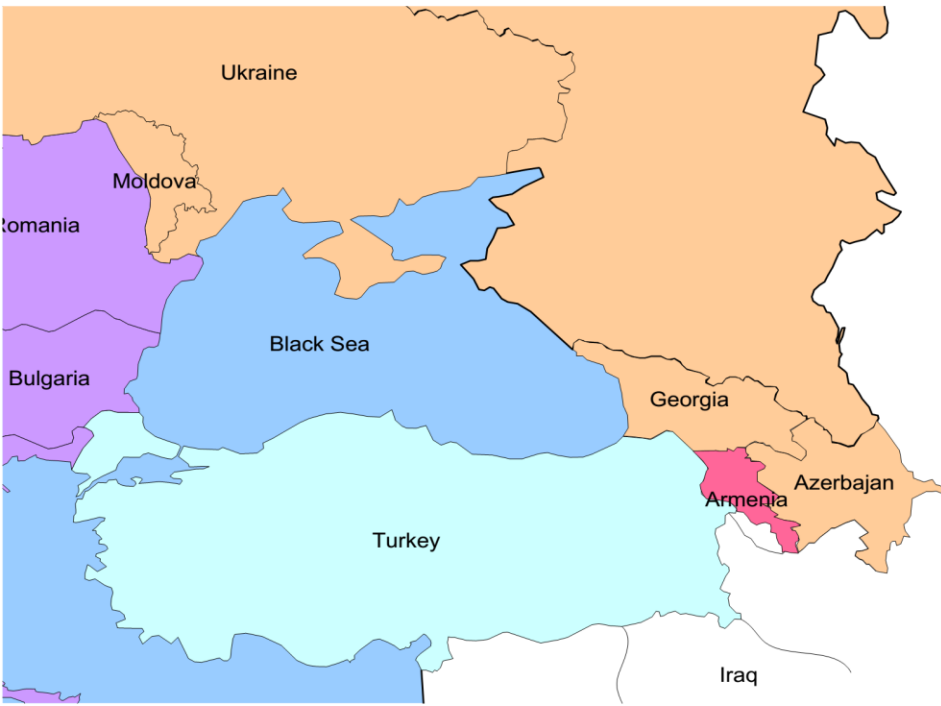 Ukraine
Moldova
Romania
Black Sea
Bulgaria
Georgia
Azerbajan
Armenia
Turkey
Iraq